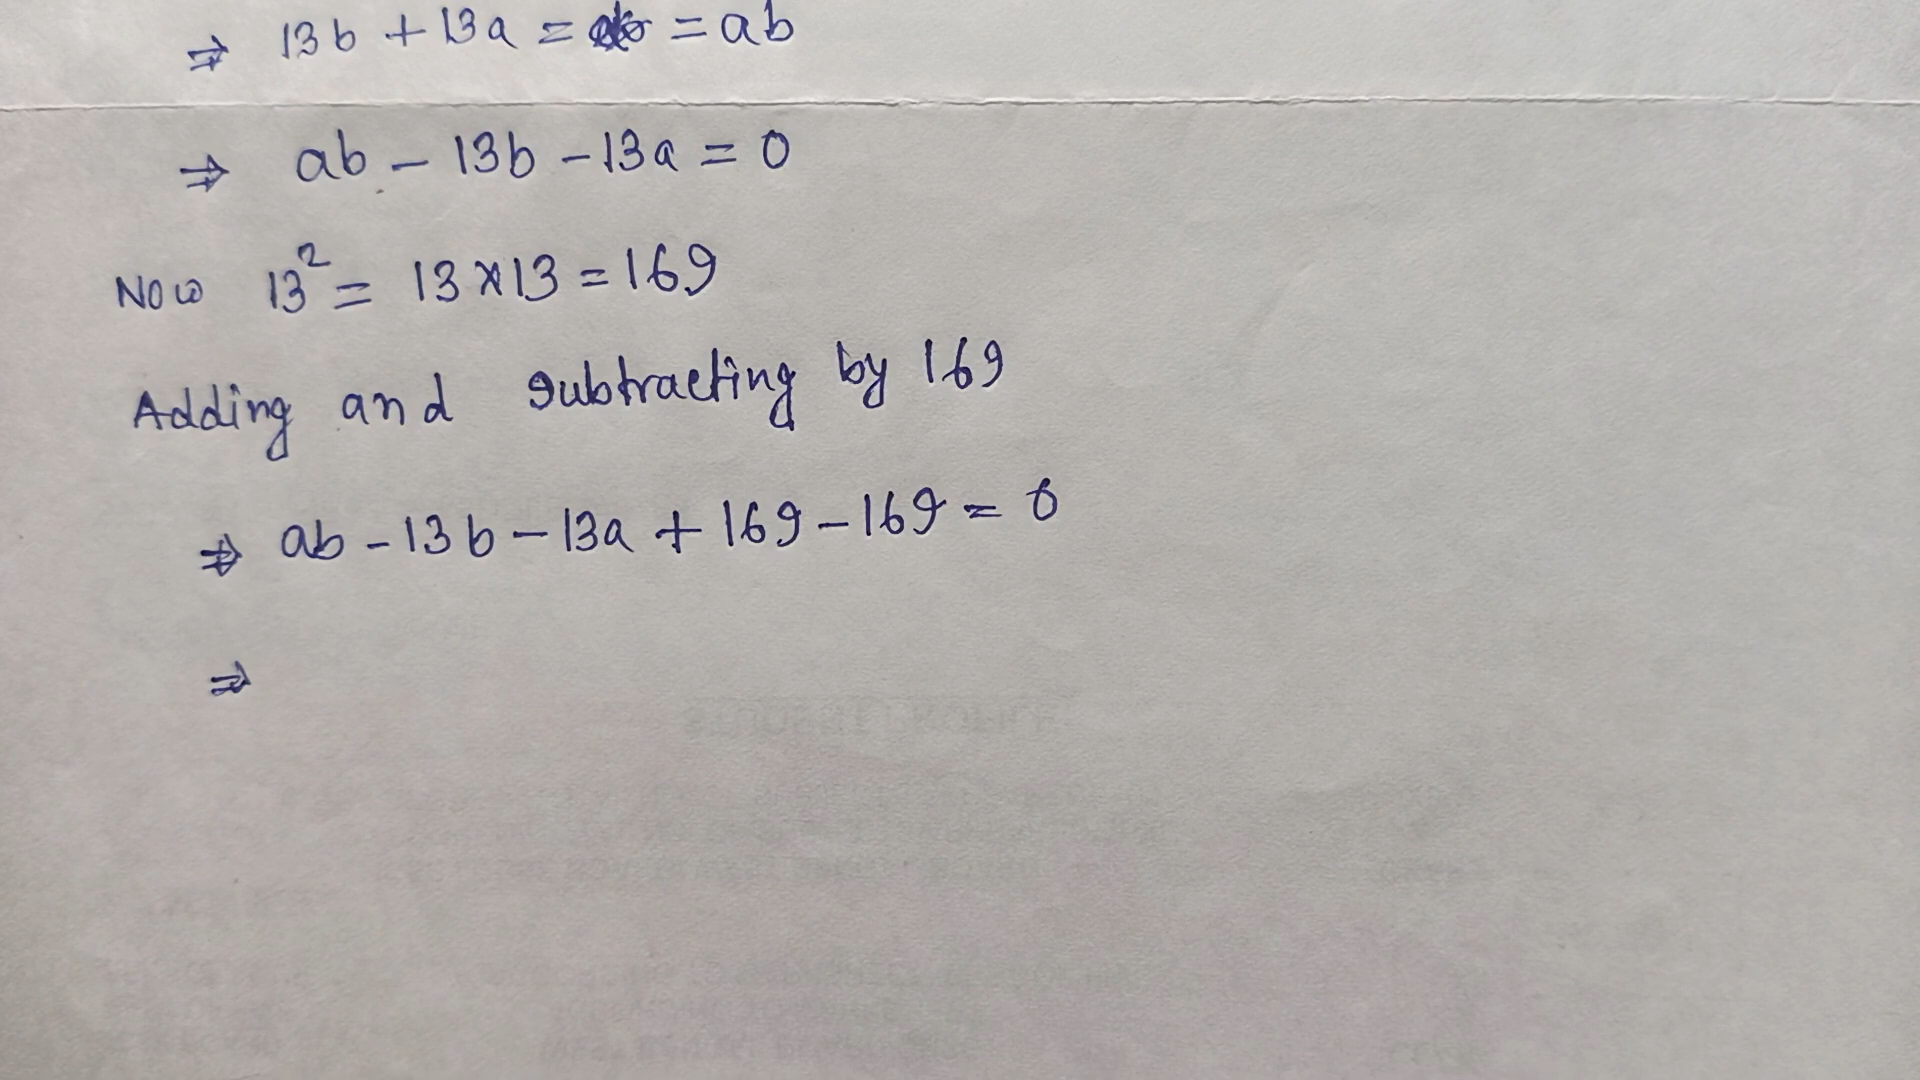 ⇒ 13b + 13a = = ab
⇒ ab - 13b - 13a = 0
Now 13² = 13 × 13 = 169
Adding and subtracting by 169
⇒ ab - 13b - 13a + 169 - 169 = 0
⇒